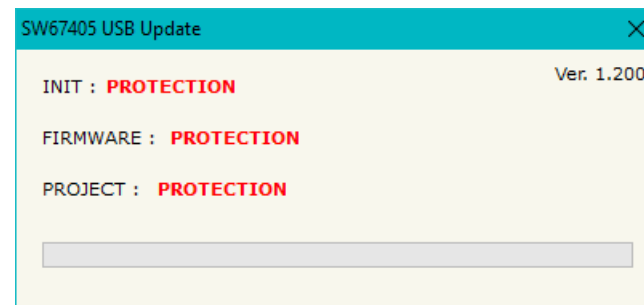 SW67405 USB Update
Ver. 1.200
INIT : PROTECTION
FIRMWARE : PROTECTION
PROJECT : PROTECTION